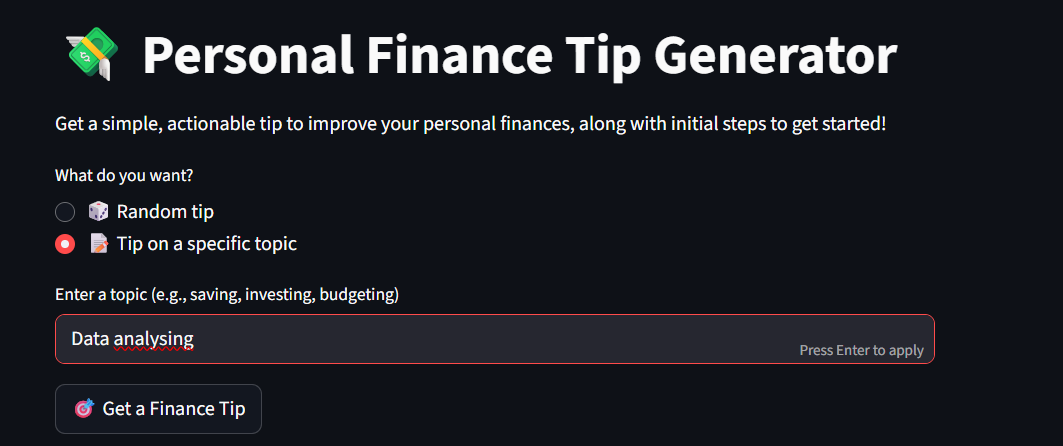 Personal Finance Tip Generator
Get a simple, actionable tip to improve your personal finances, along with initial steps to get started!
What do you want?
Random tip
Tip on a specific topic
Enter a topic (e.g., saving, investing, budgeting)
Data analysing
Press Enter to apply
Get a Finance Tip